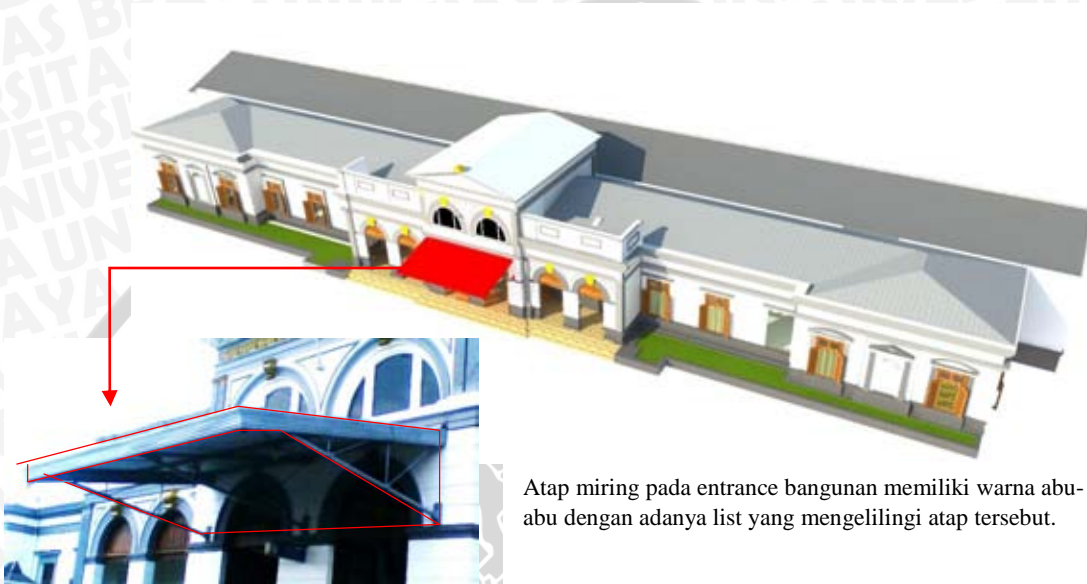 Atap miring pada entrance bangunan memiliki warna abu-
abu dengan adanya list yang mengelilingi atap tersebut.